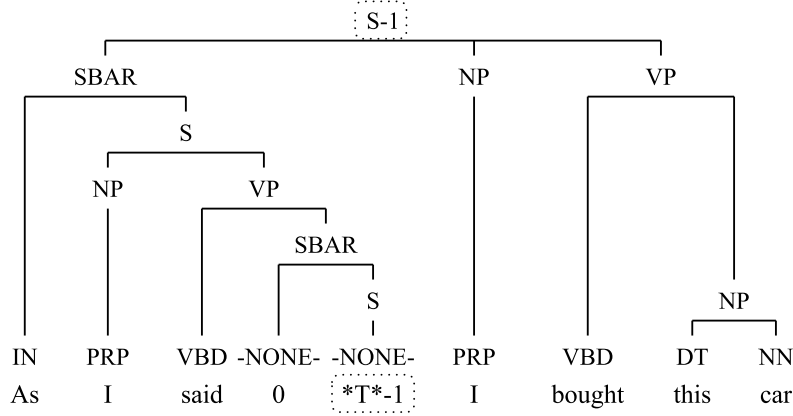 S-1
SBAR NP VP
S
NP VP
SBAR
S NP
IN PRP VBD -NONE- -NONE- PRP VBD DT NN
As I said 0 *T*-1 I bought this car